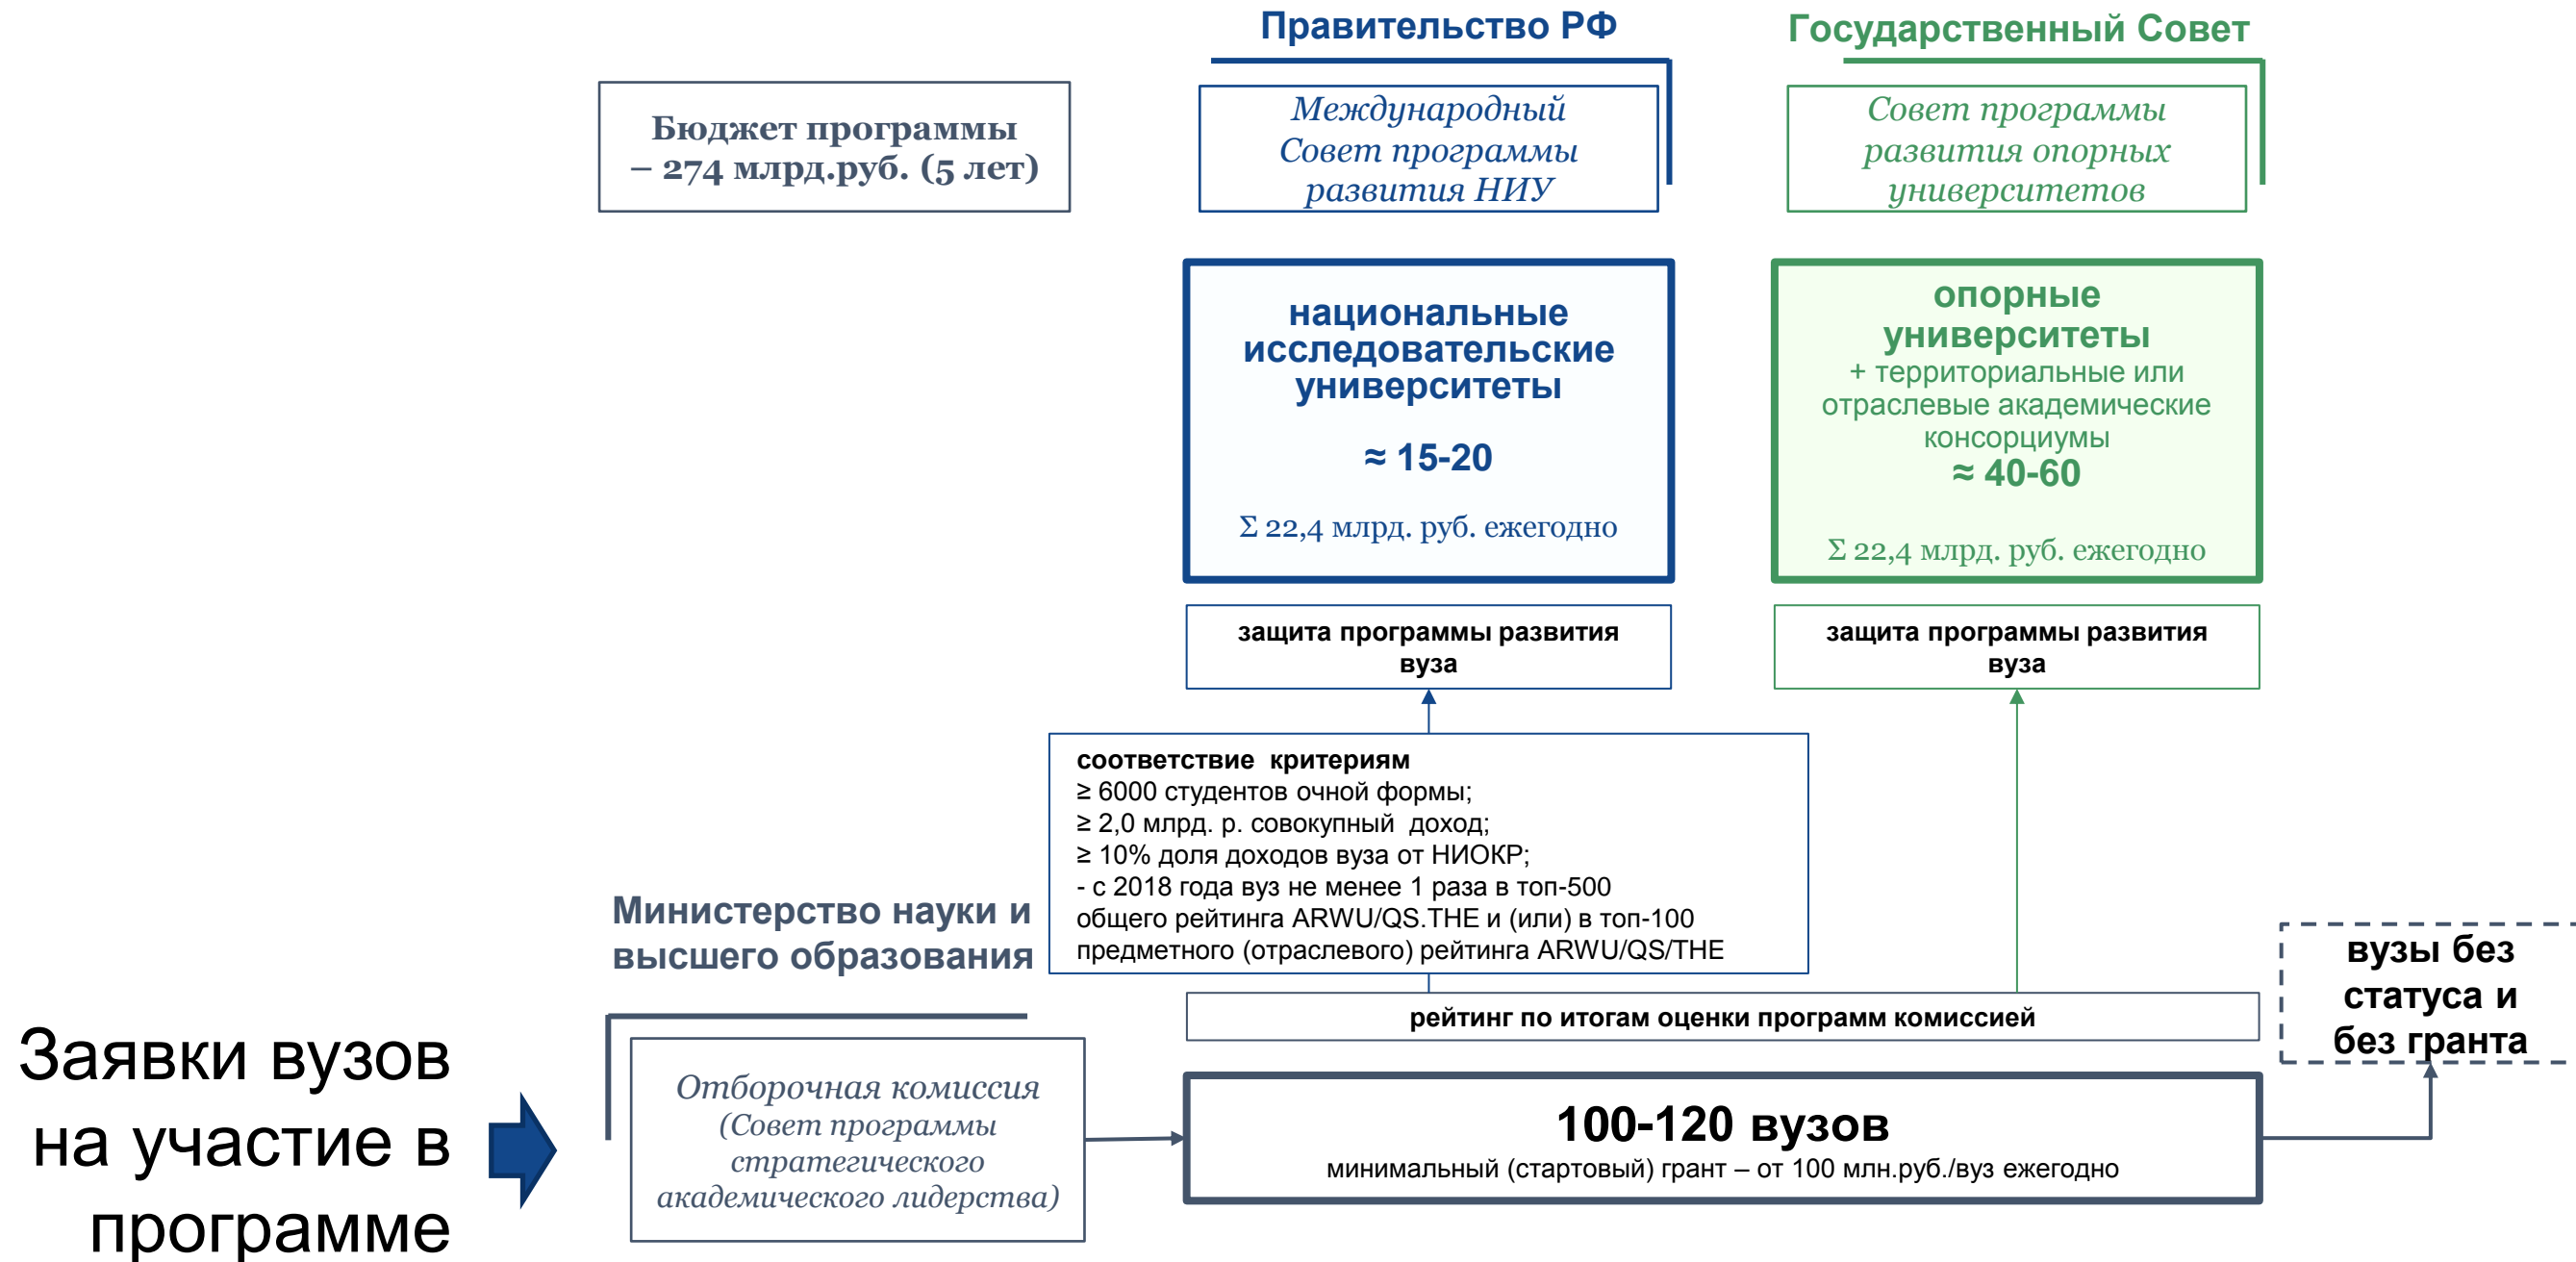 Правительство РФ
Государственный Совет
Бюджет программы
– 274 млрд.руб. (5 лет)
Международный
Совет программы
развития НИУ
Совет программы
развития опорных
университетов
национальные
исследовательские
университеты
≈ 15-20
Σ 22,4 млрд. руб. ежегодно
опорные
университеты
+ территориальные или
отраслевые академические
консорциумы
≈ 40-60
Σ 22,4 млрд. руб. ежегодно
защита программы развития
вуза
защита программы развития
вуза
соответствие критериям
≥ 6000 студентов очной формы;
≥ 2,0 млрд. р. совокупный доход;
≥ 10% доля доходов вуза от НИОКР;
- с 2018 года вуз не менее 1 раза в топ-500
общего рейтинга ARWU/QS.THE и (или) в топ-100
предметного (отраслевого) рейтинга ARWU/QS/THE
Министерство науки и
высшего образования
рейтинг по итогам оценки программ комиссией
вузы без
статуса и
без гранта
Заявки вузов
на участие в
программе
Отборочная комиссия
(Совет программы
стратегического
академического лидерства)
100-120 вузов
минимальный (стартовый) грант – от 100 млн.руб./вуз ежегодно